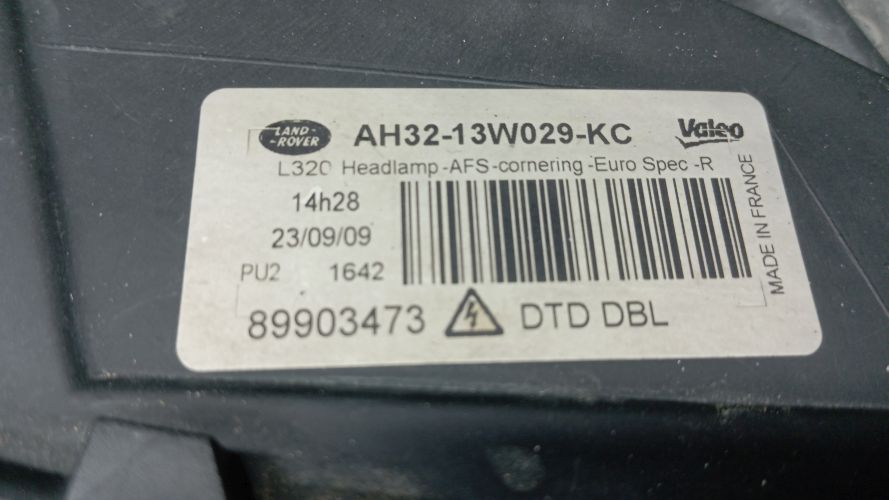 LAND-
-ROVER
AH32-13W029-KC
Valeo
L320 Headlamp -AFS-cornering -Euro Spec -R
14h28
23/09/09
PU2 1642
MADE IN FRANCE
89903473 DTD DBL